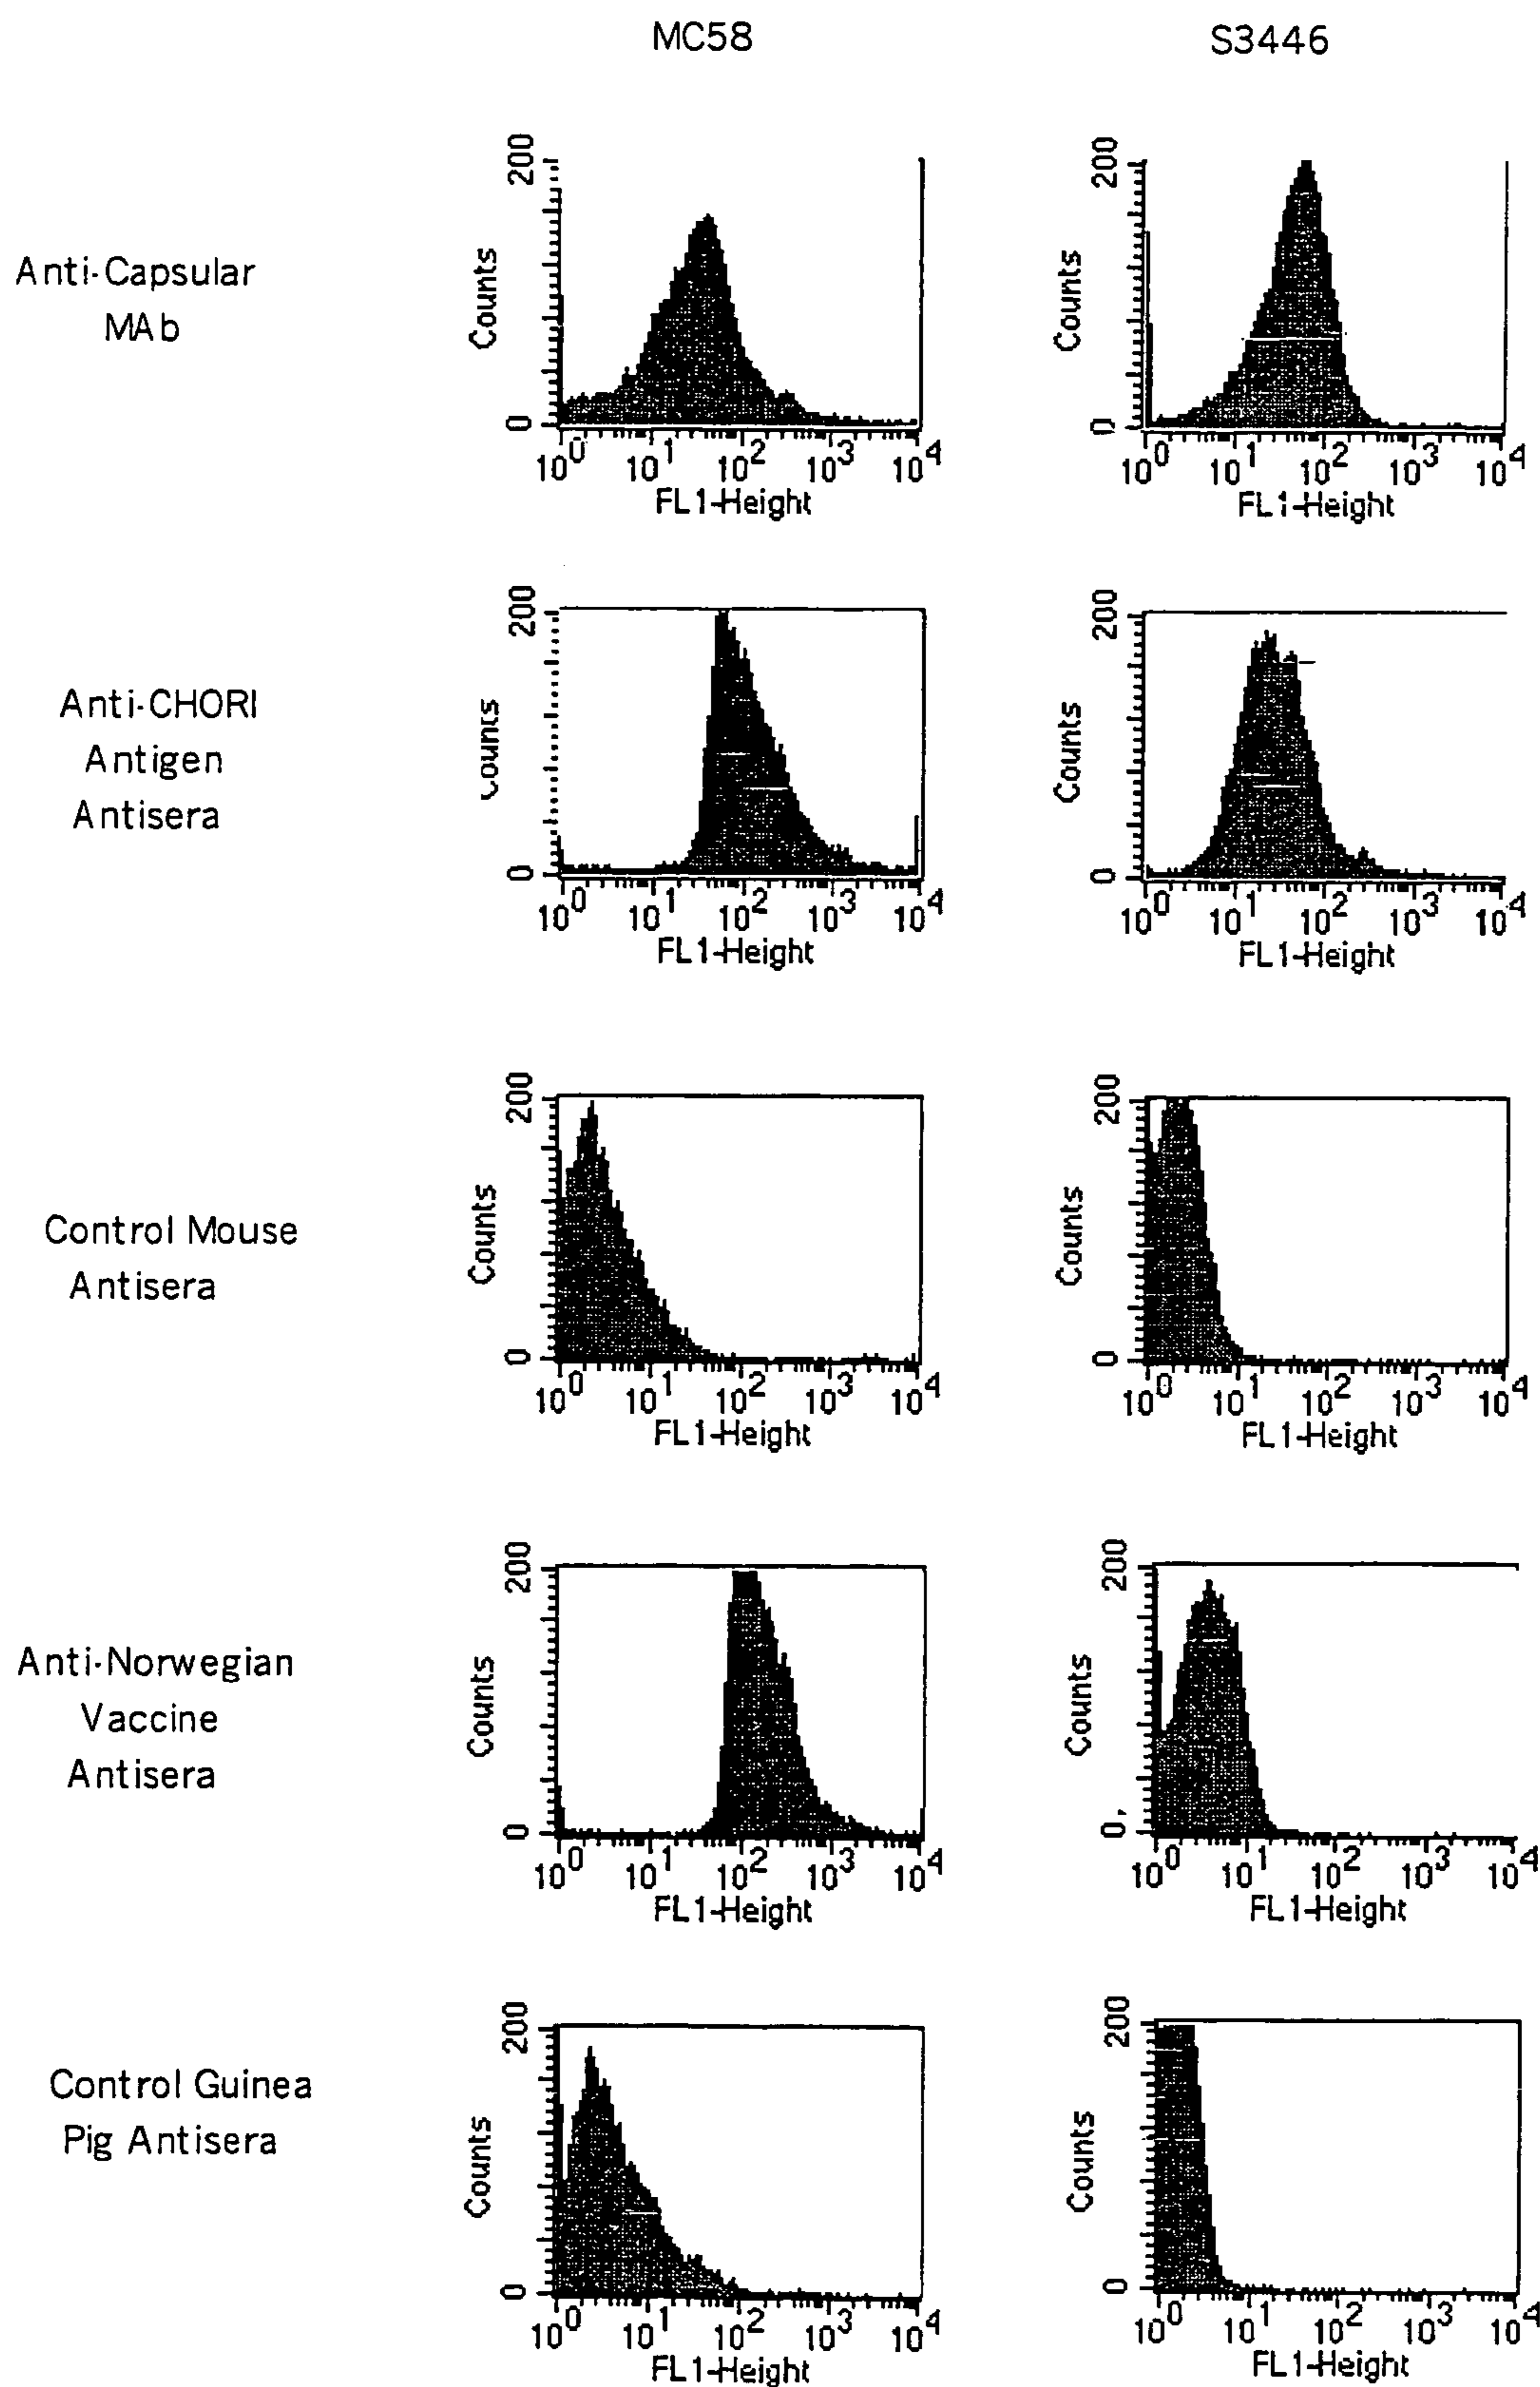 MC58 S3446
Anti-Capsular
MAb
200
Counts
0
10^0 10^1 10^2 10^3 10^4
FL1-Height
200
Counts
0
10^0 10^1 10^2 10^3 10^4
FL1-Height
Anti-CHORI
Antigen
Antisera
200
Counts
0
10^0 10^1 10^2 10^3 10^4
FL1-Height
200
Counts
0
10^0 10^1 10^2 10^3 10^4
FL1-Height
Control Mouse
Antisera
200
Counts
0
10^0 10^1 10^2 10^3 10^4
FL1-Height
200
Counts
0
10^0 10^1 10^2 10^3 10^4
FL1-Height
Anti-Norwegian
Vaccine
Antisera
200
Counts
0
10^0 10^1 10^2 10^3 10^4
FL1-Height
200
Counts
0,
10^0 10^1 10^2 10^3 10^4
FL1-Height
Control Guinea
Pig Antisera
200
Counts
0
10^0 10^1 10^2 10^3 10^4
FL1-Height
200
Counts
0
10^0 10^1 10^2 10^3 10^4
FL1-Height